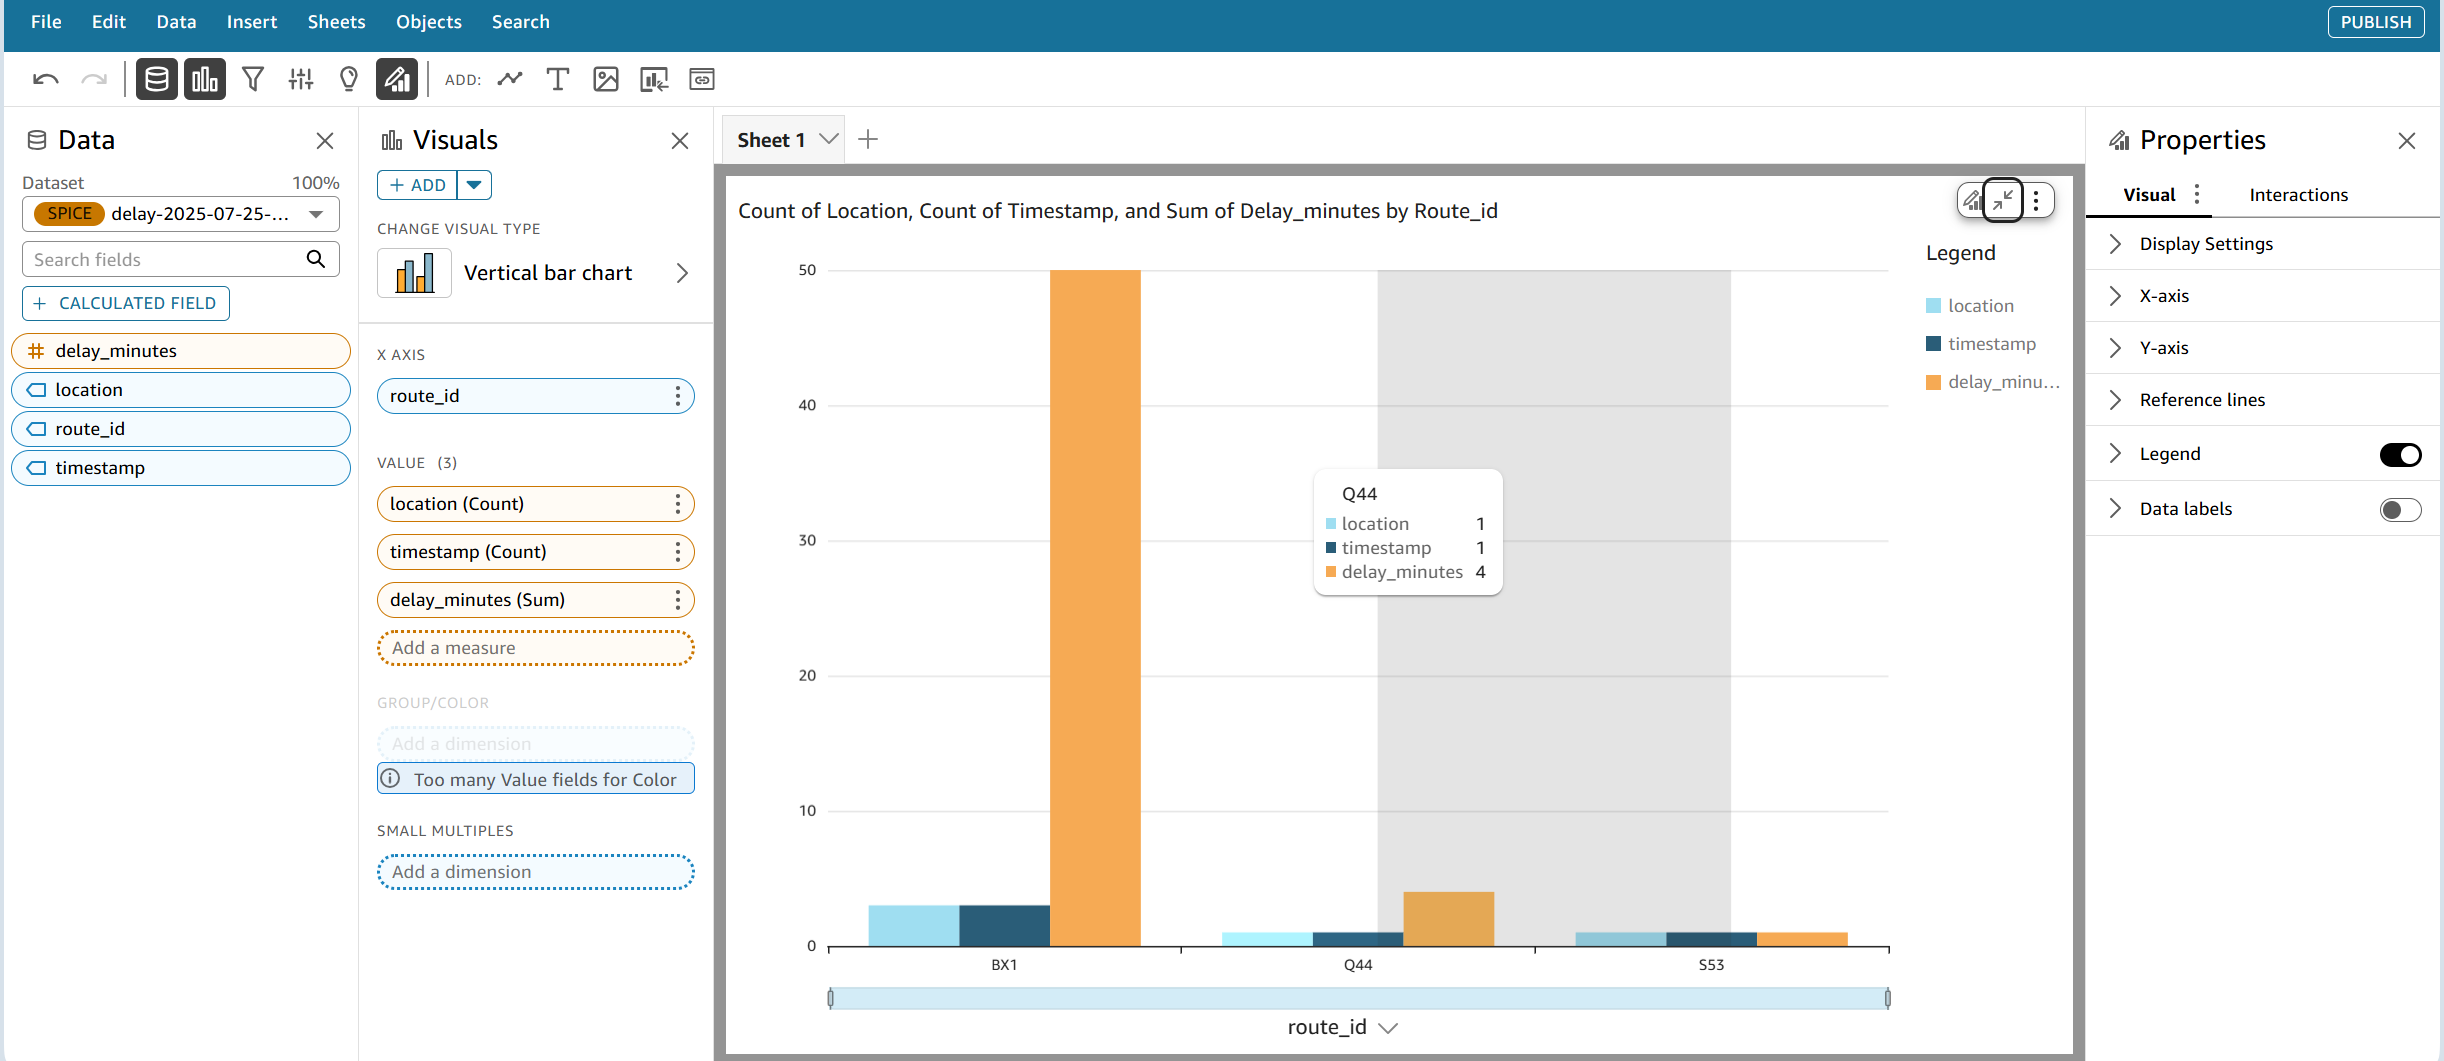 File Edit Data Insert Sheets Objects Search
PUBLISH
ADD:
Data
Dataset 100%
SPICE delay-2025-07-25-...
Search fields
+ CALCULATED FIELD
# delay_minutes
location
route_id
timestamp
Visuals
+ ADD
CHANGE VISUAL TYPE
Vertical bar chart
X AXIS
route_id
VALUE (3)
location (Count)
timestamp (Count)
delay_minutes (Sum)
Add a measure
GROUP/COLOR
Add a dimension
Too many Value fields for Color
SMALL MULTIPLES
Add a dimension
Sheet 1
Count of Location, Count of Timestamp, and Sum of Delay_minutes by Route_id
50
40
30
20
10
0
BX1 Q44 S53
route_id
Q44
location 1
timestamp 1
delay_minutes 4
Legend
location
timestamp
delay_minu...
Properties
Visual Interactions
Display Settings
X-axis
Y-axis
Reference lines
Legend
Data labels